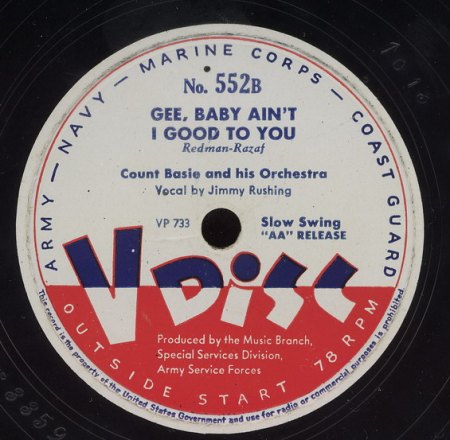 ARMY — NAVY — MARINE CORPS — COAST GUARD
No. 552B
GEE, BABY AIN'T
I GOOD TO YOU
Redman-Razaf
Count Basie and his Orchestra
Vocal by Jimmy Rushing
VP 733
Slow Swing
"AA" RELEASE
V DISC
Produced by the Music Branch,
Special Services Division,
Army Service Forces
OUTSIDE START 78 RPM
This record is the property of the United States Government and use for radio or commercial purposes is prohibited.